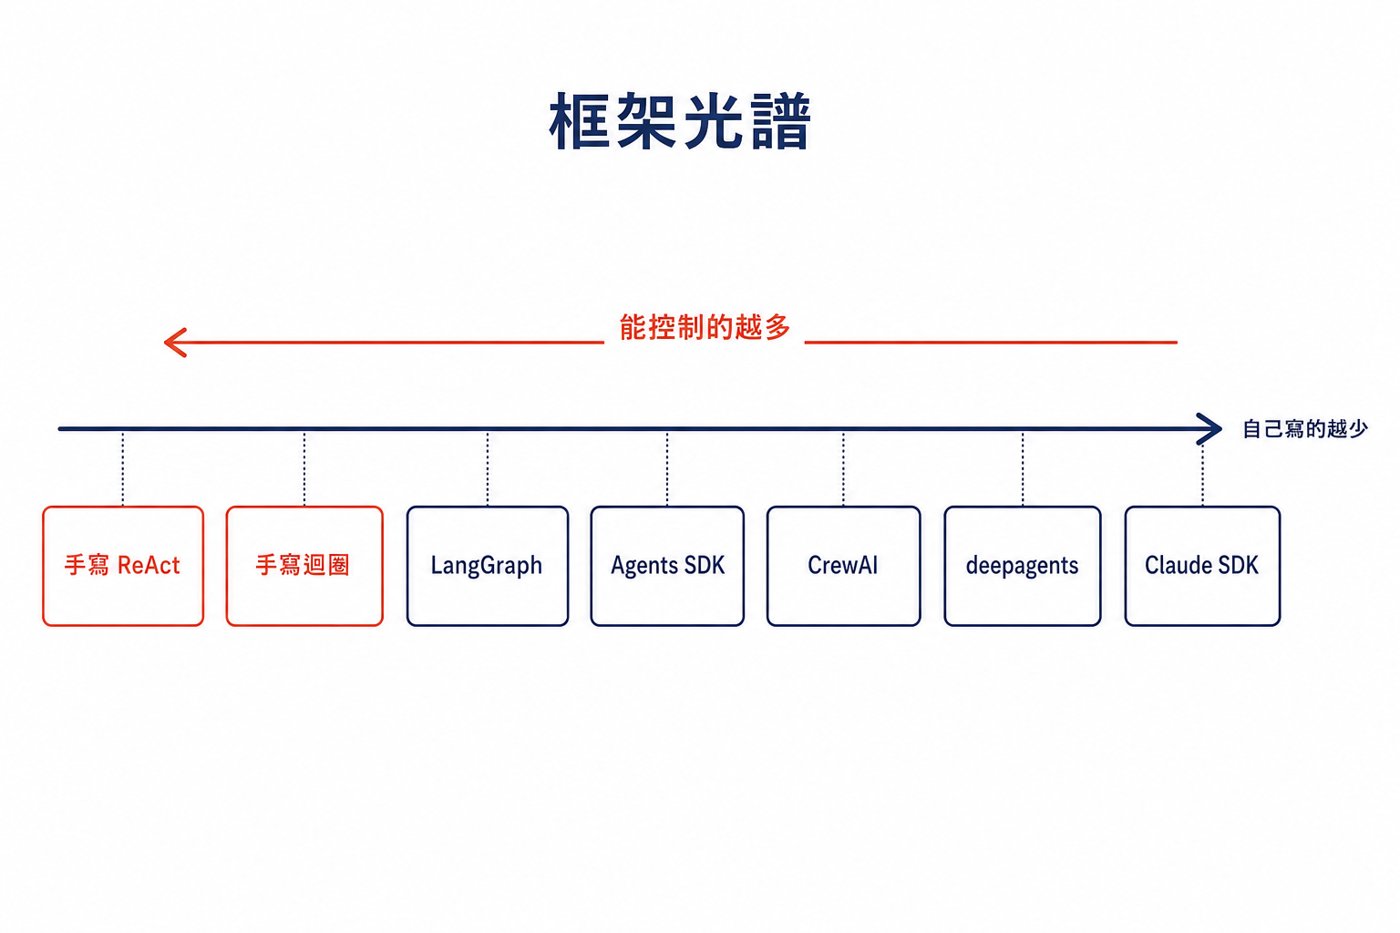 框架光譜
能控制的越多
自己寫的越少
手寫 ReAct
手寫迴圈
LangGraph
Agents SDK
CrewAI
deepagents
Claude SDK